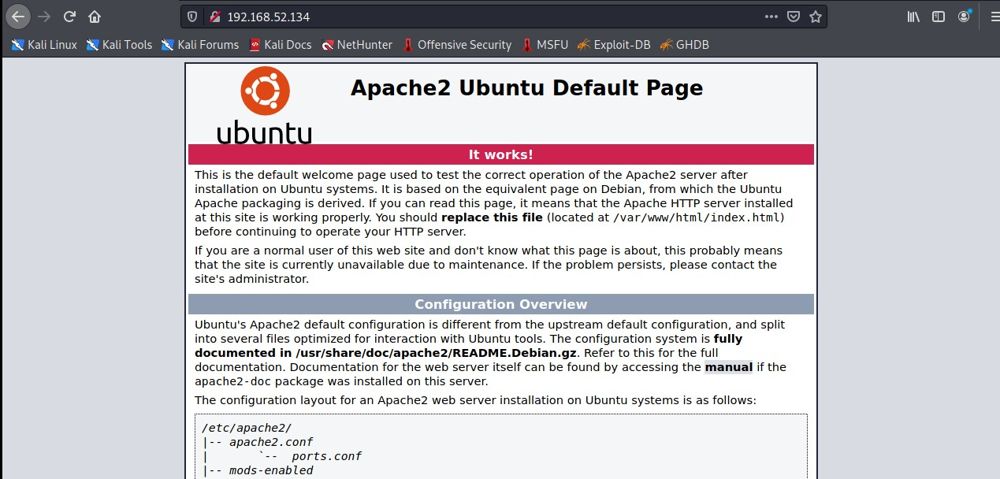 192.168.52.134
Kali Linux Kali Tools Kali Forums Kali Docs NetHunter Offensive Security MSFU Exploit-DB GHDB
ubuntu
Apache2 Ubuntu Default Page
It works!
This is the default welcome page used to test the correct operation of the Apache2 server after
installation on Ubuntu systems. It is based on the equivalent page on Debian, from which the Ubuntu
Apache packaging is derived. If you can read this page, it means that the Apache HTTP server installed
at this site is working properly. You should replace this file (located at /var/www/html/index.html)
before continuing to operate your HTTP server.
If you are a normal user of this web site and don't know what this page is about, this probably means
that the site is currently unavailable due to maintenance. If the problem persists, please contact the
site's administrator.
Configuration Overview
Ubuntu's Apache2 default configuration is different from the upstream default configuration, and split
into several files optimized for interaction with Ubuntu tools. The configuration system is fully
documented in /usr/share/doc/apache2/README.Debian.gz. Refer to this for the full
documentation. Documentation for the web server itself can be found by accessing the manual if the
apache2-doc package was installed on this server.
The configuration layout for an Apache2 web server installation on Ubuntu systems is as follows:
/etc/apache2/
|-- apache2.conf
|       `--  ports.conf
|-- mods-enabled